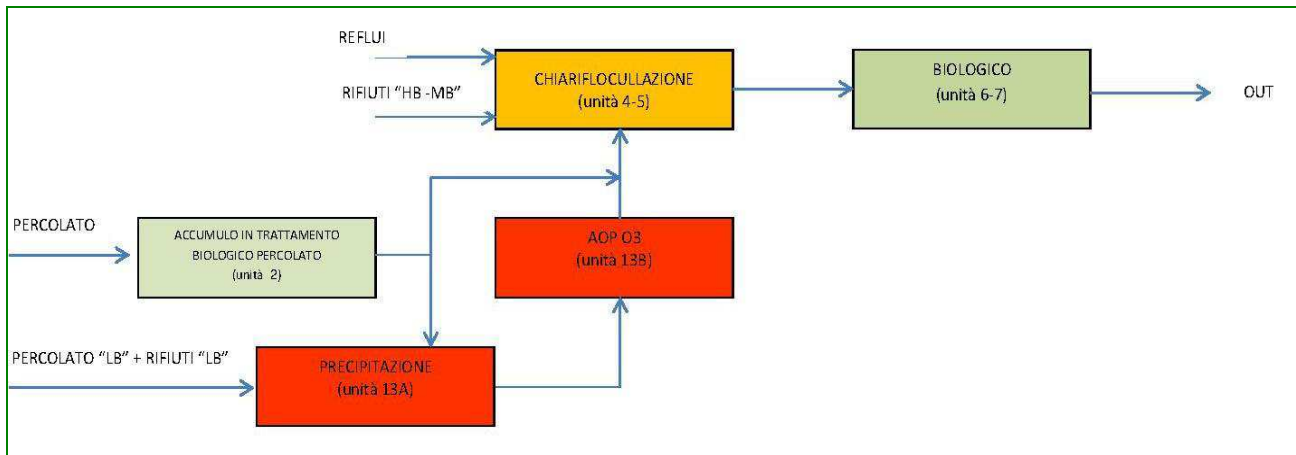 REFLUI
RIFIUTI “HB -MB”
CHIARIFLOCULLAZIONE
(unità 4-5)
BIOLOGICO
(unità 6-7)
OUT
PERCOLATO
ACCUMULO IN TRATTAMENTO
BIOLOGICO PERCOLATO
(unità 2)
AOP O3
(unità 13B)
PERCOLATO “LB” + RIFIUTI “LB”
PRECIPITAZIONE
(unità 13A)